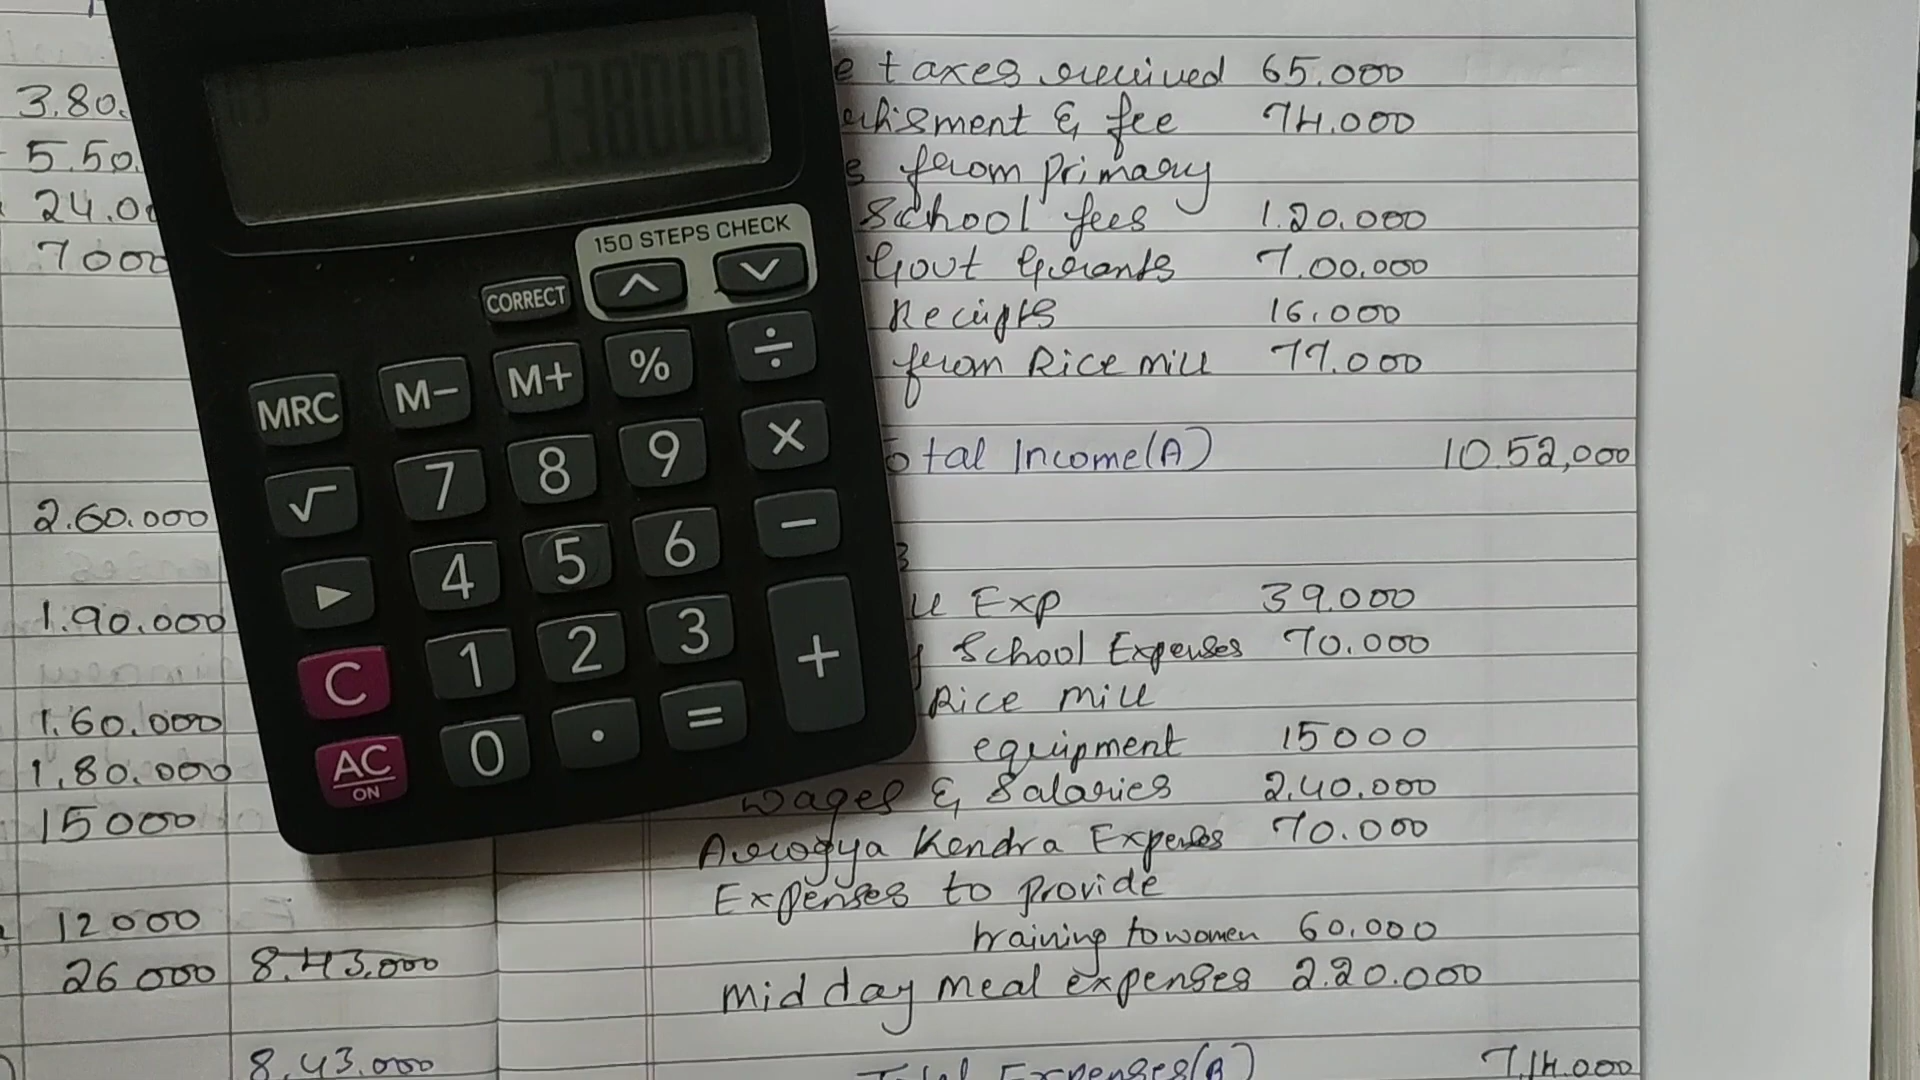 338000
150 STEPS CHECK
CORRECT
MRC M− M+ % ÷
√ 7 8 9 ×
▶ 4 5 6 −
C 1 2 3 +
AC
ON 0 . =
3.80.
5.50.
24.00
7000
2.60.000
1.90.000
1.60.000
1,80.000
15000
12000
26000 8.43.000
8.43.000
e taxes received 65.000
ment & fee 74.000
from primary
School fees 1.20.000
Govt Grants 7.00.000
Receipts 16.000
from Rice mill 77.000
otal Income(A) 10.52,000
Exp 39.000
School Expenses 70.000
Rice mill
equipment 15000
wages & Salaries 2,40.000
Aarogya Kendra Expenses 70.000
Expenses to provide
training to women 60.000
mid day meal expenses 2.20.000
Total Expenses(B) 7,14.000